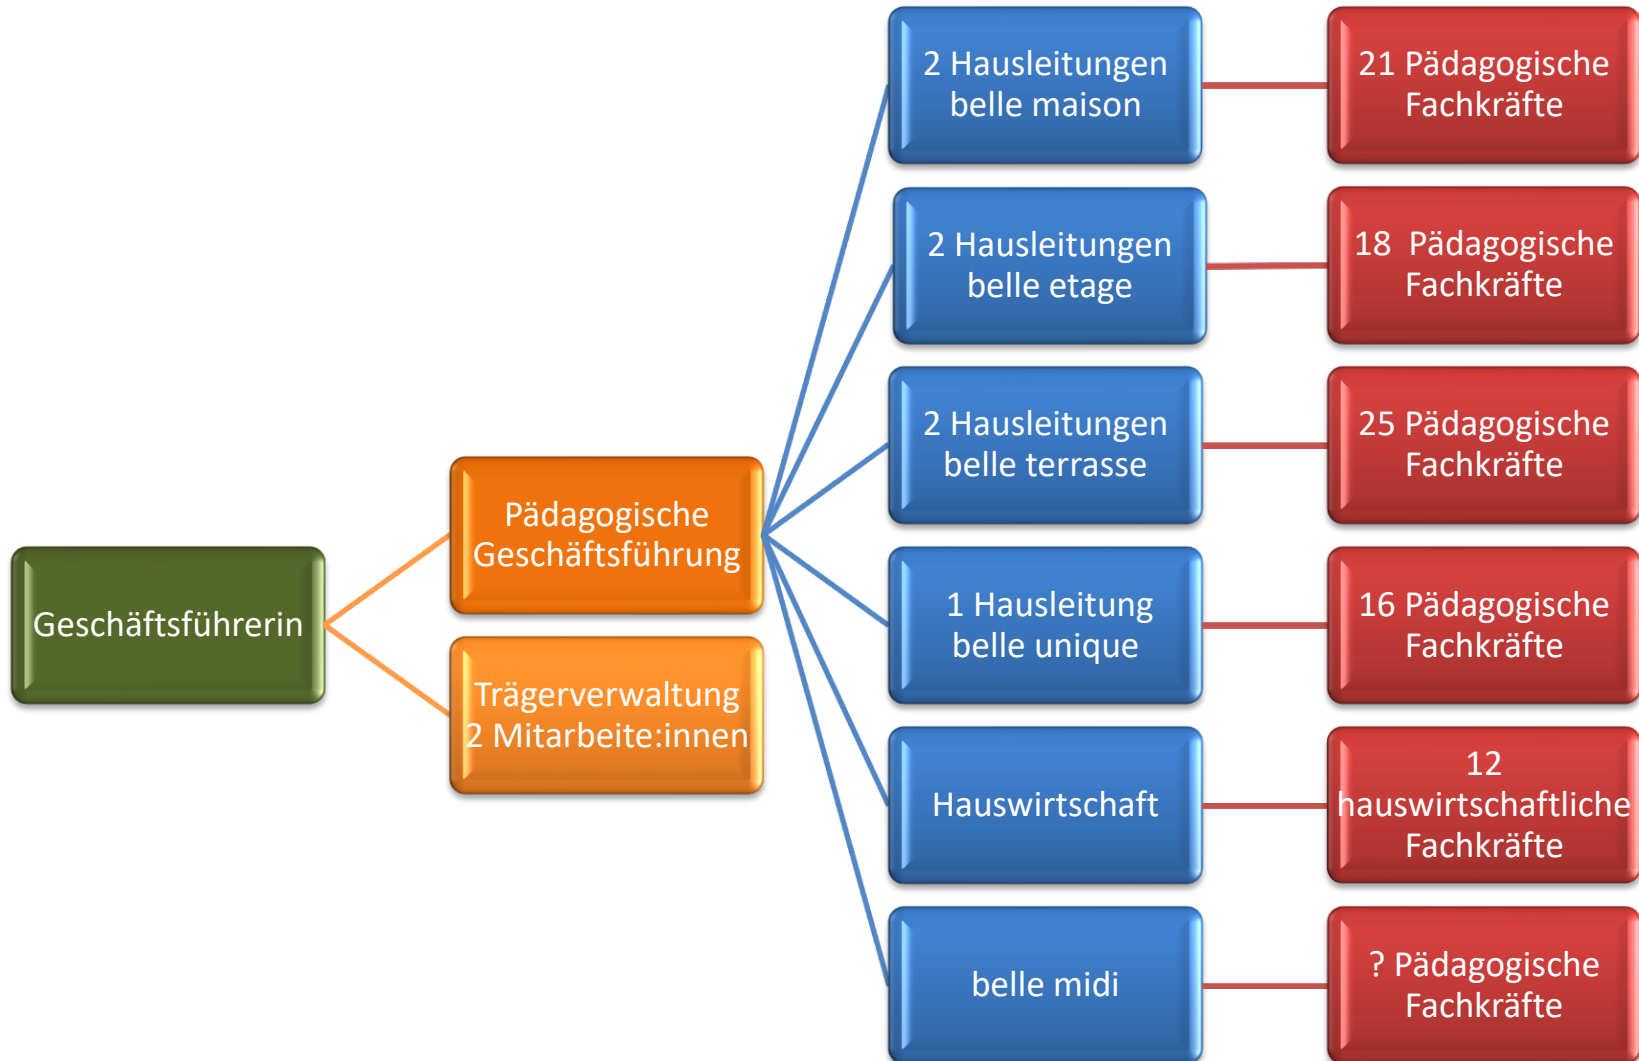 Geschäftsführerin
Pädagogische
Geschäftsführung
Trägerverwaltung
2 Mitarbeite:innen
2 Hausleitungen
belle maison
21 Pädagogische
Fachkräfte
2 Hausleitungen
belle etage
18  Pädagogische
Fachkräfte
2 Hausleitungen
belle terrasse
25 Pädagogische
Fachkräfte
1 Hausleitung
belle unique
16 Pädagogische
Fachkräfte
Hauswirtschaft
12
hauswirtschaftliche
Fachkräfte
belle midi
? Pädagogische
Fachkräfte